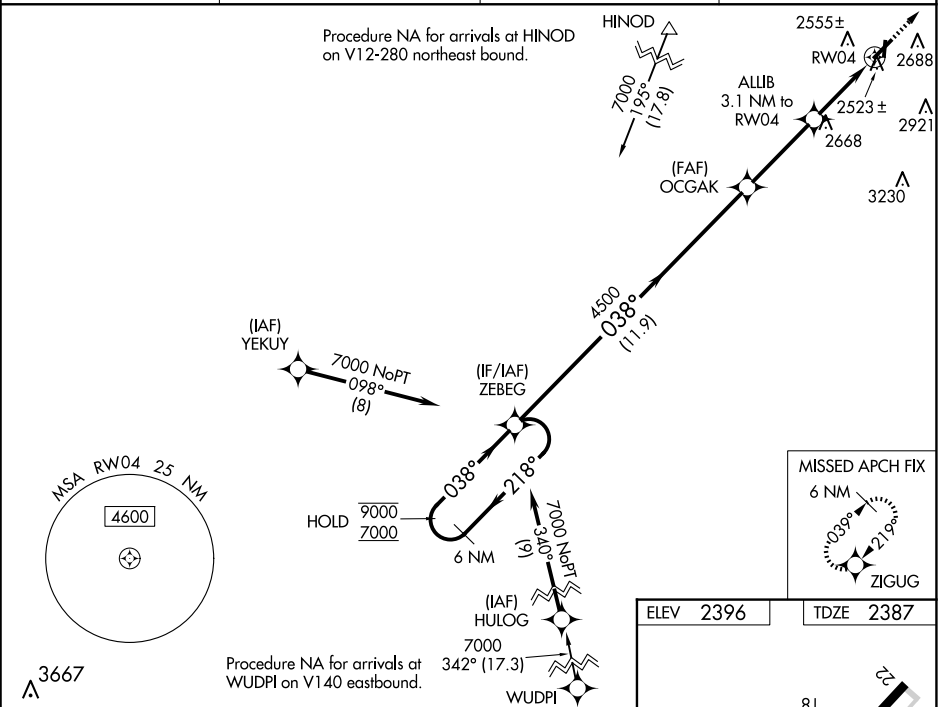 Procedure NA for arrivals at HINOD
on V12-280 northeast bound.
HINOD
7000
195°
(17.8)
2555±
RW04
2688
2523±
ALLIB
3.1 NM to
RW04
2668
2921
(FAF)
OCGAK
3230
4500
038°
(11.9)
(IAF)
YEKUY
7000 NoPT
098°
(8)
(IF/IAF)
ZEBEG
038°
218°
HOLD
9000
7000
6 NM
7000 NoPT
340°
(9)
MSA RW04 25 NM
4600
MISSED APCH FIX
6 NM
039°
219°
ZIGUG
(IAF)
HULOG
7000
342° (17.3)
WUDPI
Procedure NA for arrivals at
WUDPI on V140 eastbound.
3667
ELEV 2396
TDZE 2387
22
18